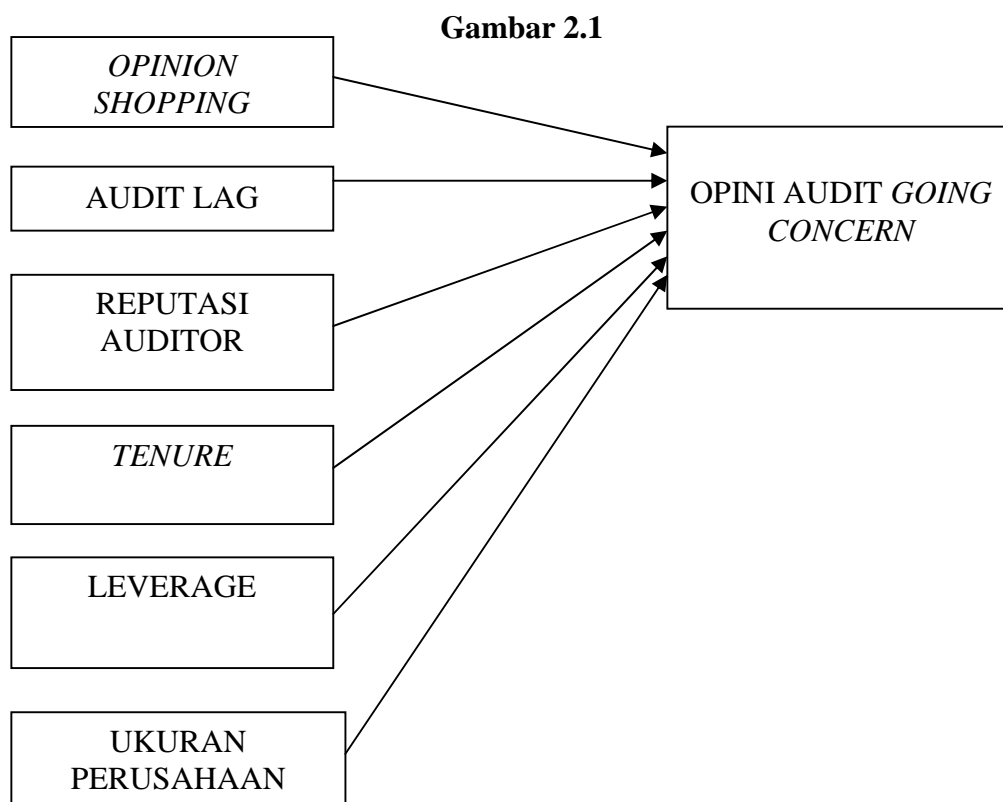 Gambar 2.1
OPINION
SHOPPING
AUDIT LAG
REPUTASI
AUDITOR
TENURE
LEVERAGE
UKURAN
PERUSAHAAN
OPINI AUDIT GOING
CONCERN